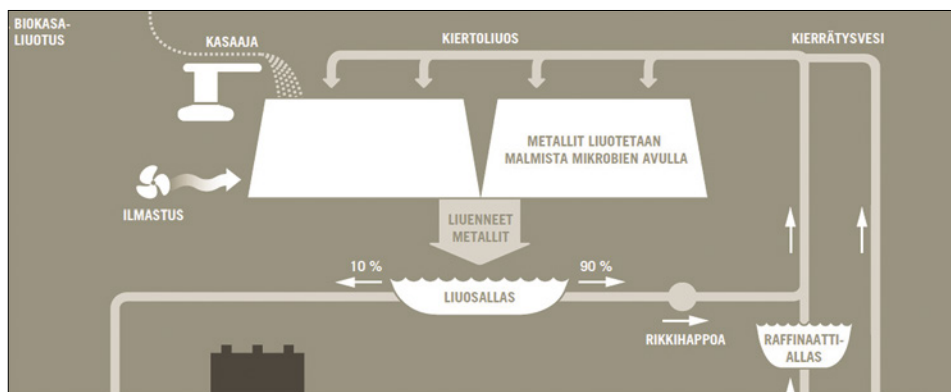 BIOKASA-
LIUOTUS
KASAAJA
KIERTOLIUOS
KIERRÄTYSVESI
METALLIT LIUOTETAAN
MALMISTA MIKROBIEN AVULLA
ILMASTUS
LIUENNEET
METALLIT
10 %
90 %
LIUOSALLAS
RIKKIHAPPOA
RAFFINAATTI-
ALLAS